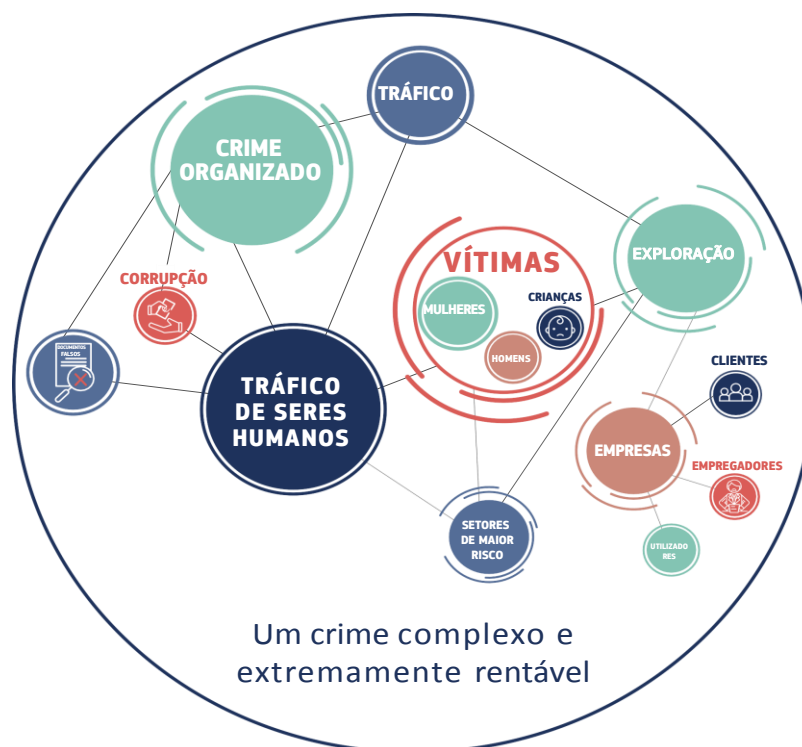 TRÁFICO
CRIME
ORGANIZADO
VÍTIMAS
EXPLORAÇÃO
CORRUPÇÃO
MULHERES
CRIANÇAS
HOMENS
DOCUMENTOS
FALSOS
TRÁFICO
DE SERES
HUMANOS
CLIENTES
EMPRESAS
EMPREGADORES
SETORES
DE MAIOR
RISCO
UTILIZADO
RES
Um crime complexo e
extremamente rentável